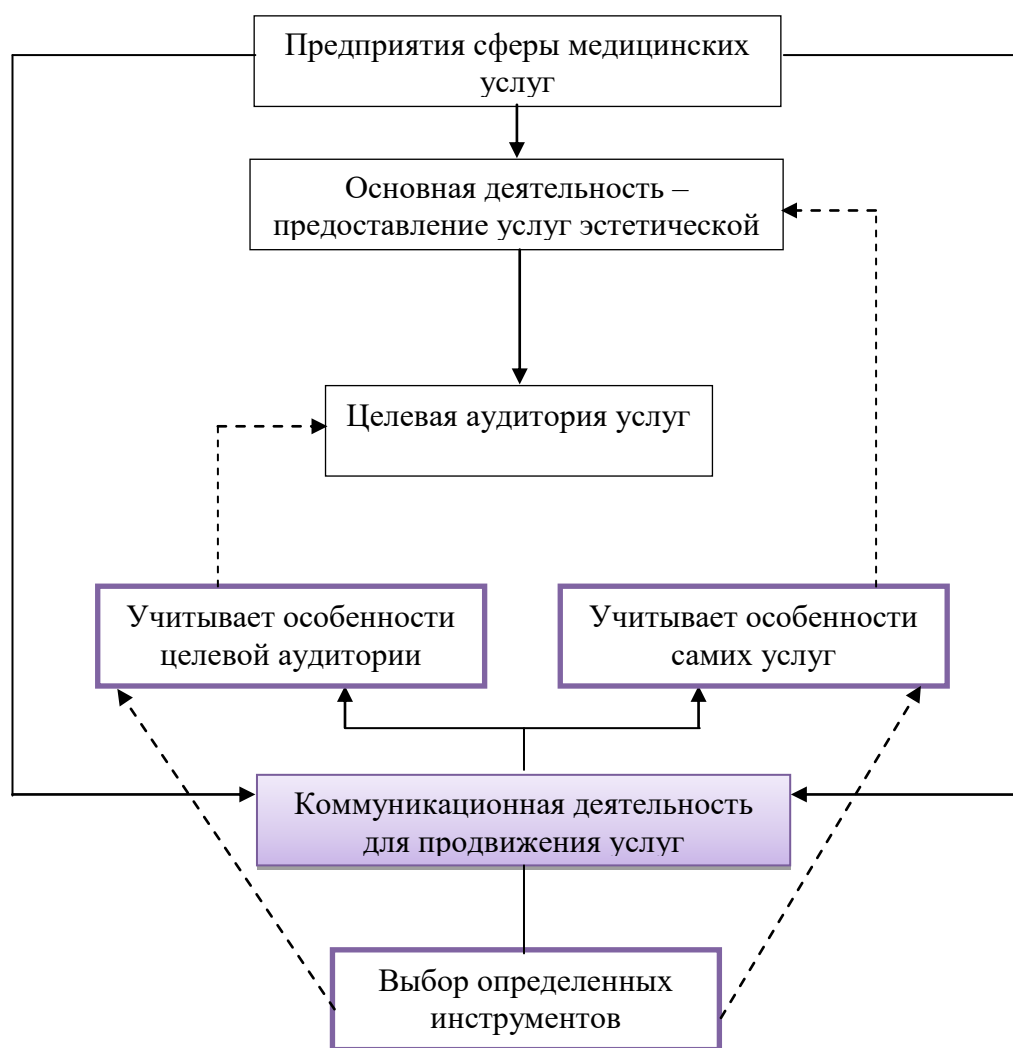 Предприятия сферы медицинских
услуг
Основная деятельность –
предоставление услуг эстетической
Целевая аудитория услуг
Учитывает особенности
целевой аудитории
Учитывает особенности
самих услуг
Коммуникационная деятельность
для продвижения услуг
Выбор определенных
инструментов